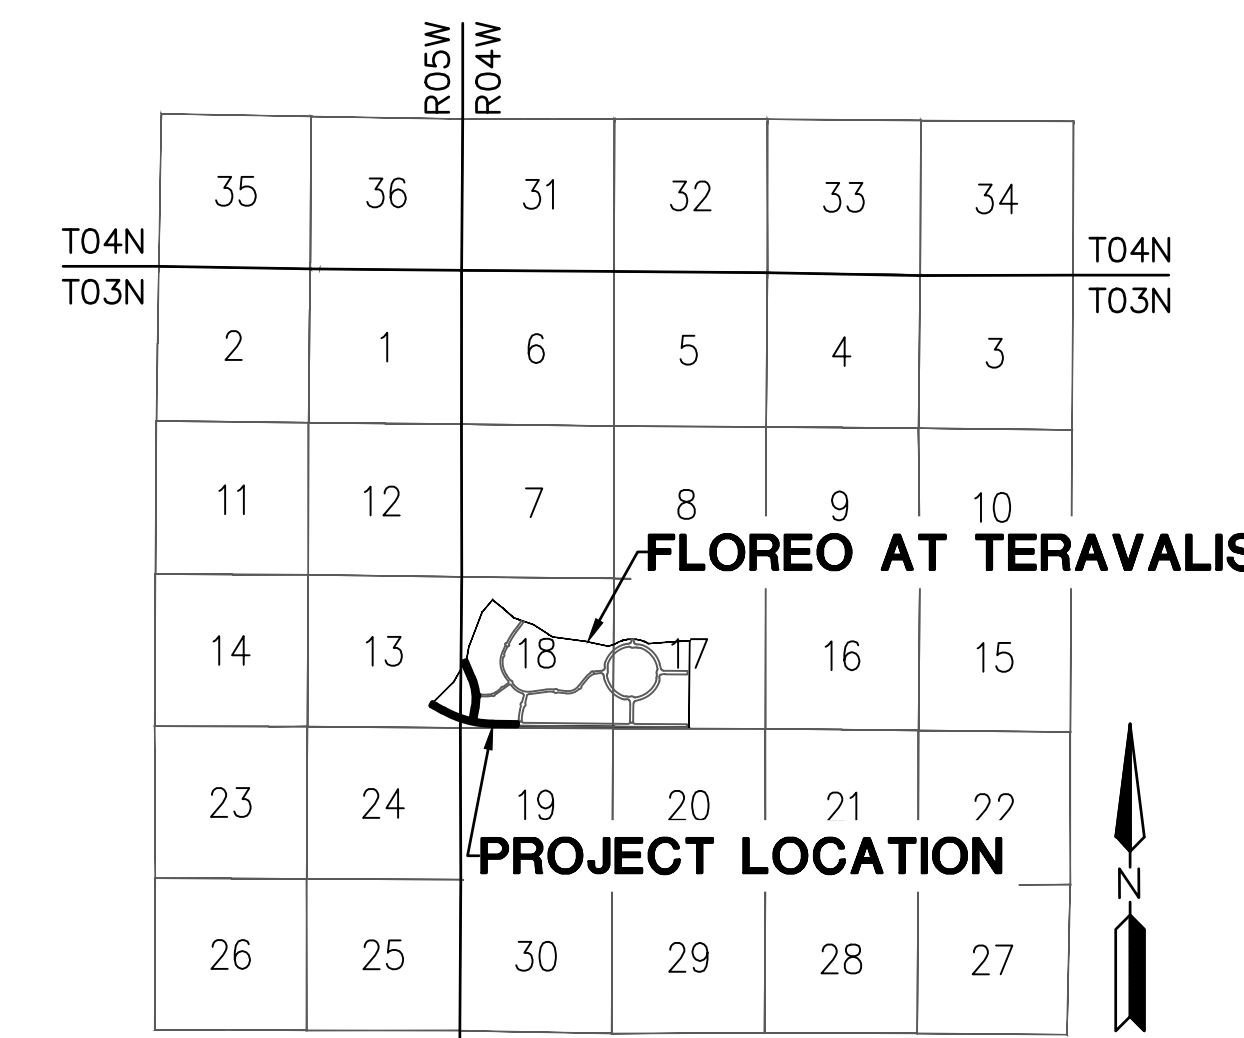 R05W
R04W
35 36 31 32 33 34
T04N T04N
T03N T03N
2 1 6 5 4 3
11 12 7 8 9 10
FLOREO AT TERAVALIS
14 13 18 17 16 15
23 24 19 20 21 22
PROJECT LOCATION
N
26 25 30 29 28 27